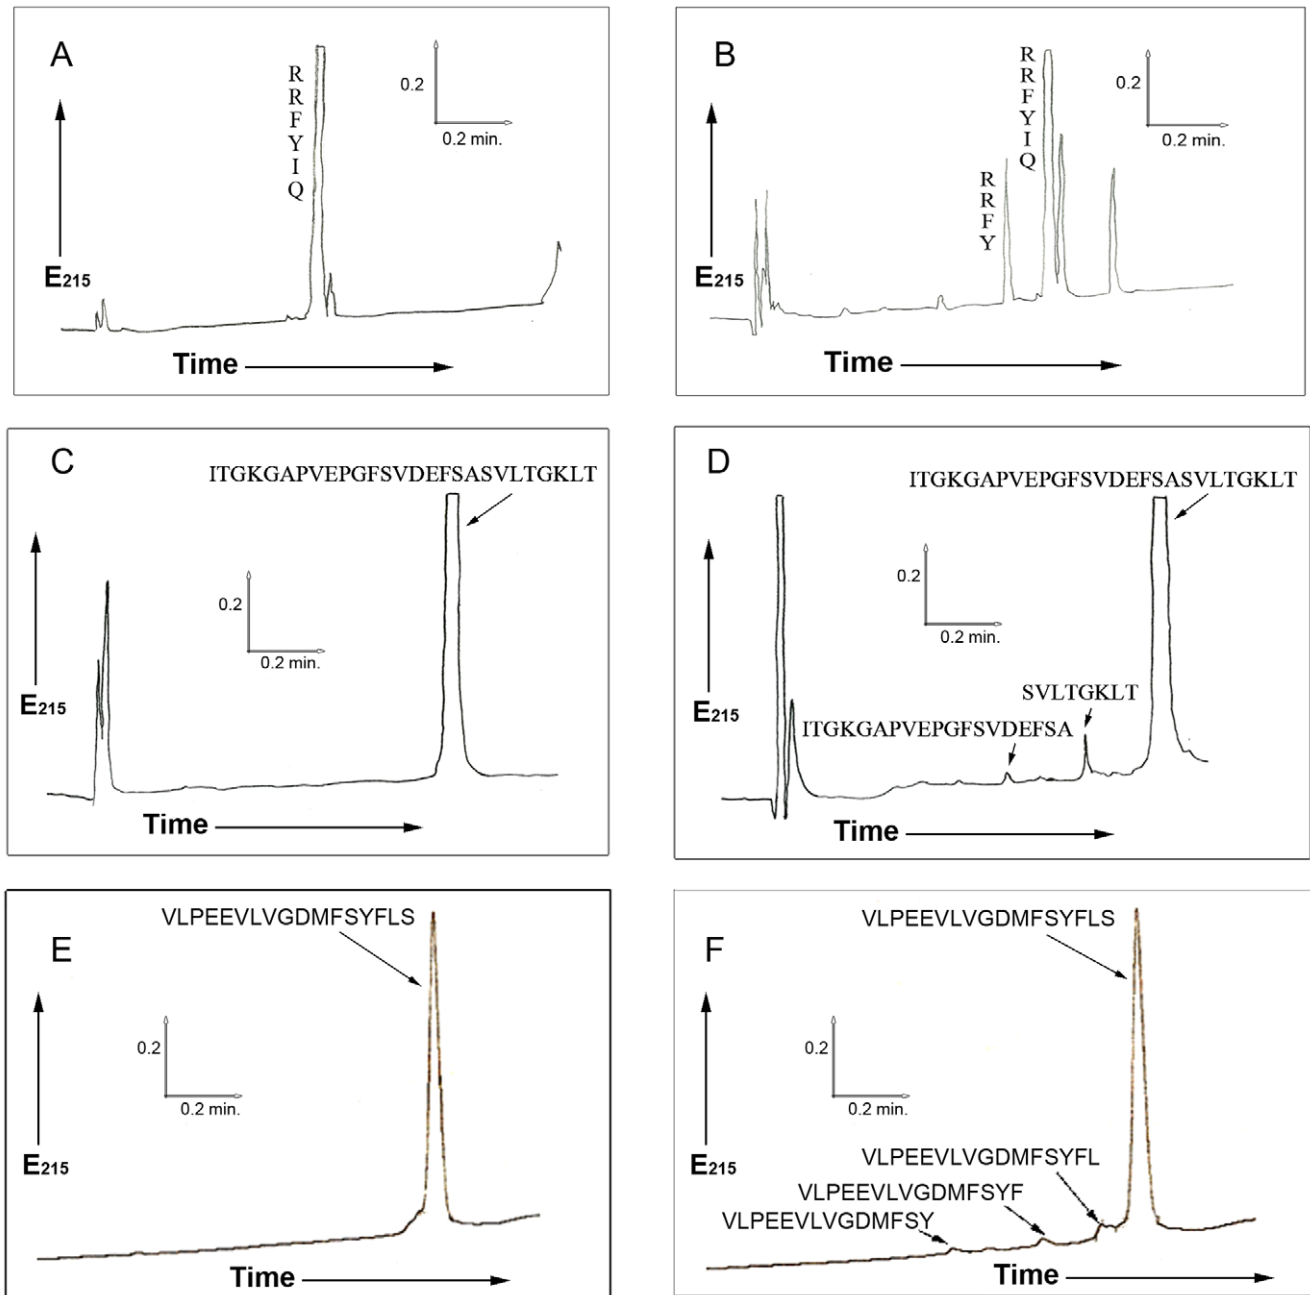 A
R
R
F
Y
I
Q
0.2
0.2 min.
E215
Time
B
R
R
F
Y
I
Q
R
R
F
Y
0.2
0.2 min.
E215
Time
C
ITGKGAPVEPGFSVDEFSASVLTGKLT
0.2
0.2 min.
E215
Time
D
ITGKGAPVEPGFSVDEFSASVLTGKLT
0.2
0.2 min.
SVLTGKLT
ITGKGAPVEPGFSVDEFSA
E215
Time
E
VLPEEVLVGDMFSYFLS
0.2
0.2 min.
E215
Time
F
VLPEEVLVGDMFSYFLS
0.2
0.2 min.
VLPEEVLVGDMFSYFL
VLPEEVLVGDMFSYF
VLPEEVLVGDMFSY
E215
Time